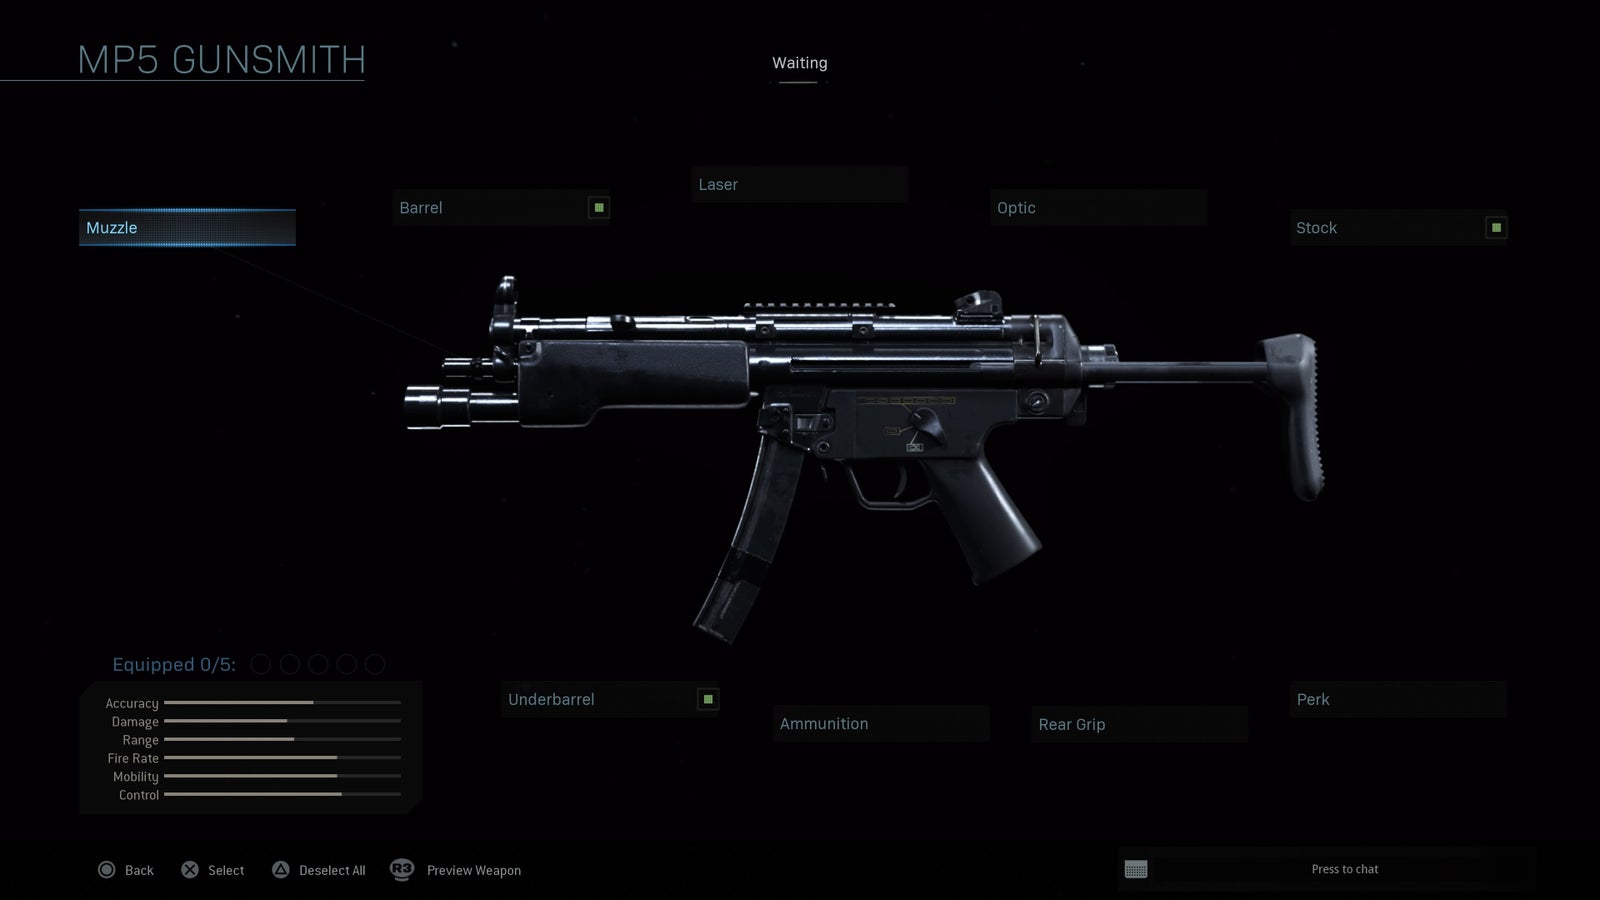 MP5 GUNSMITH
Waiting
Laser
Barrel
Optic
Muzzle
Stock
Equipped 0/5:
Accuracy
Damage
Range
Fire Rate
Mobility
Control
Underbarrel
Ammunition
Rear Grip
Perk
Back
Select
Deselect All
R3 Preview Weapon
Press to chat